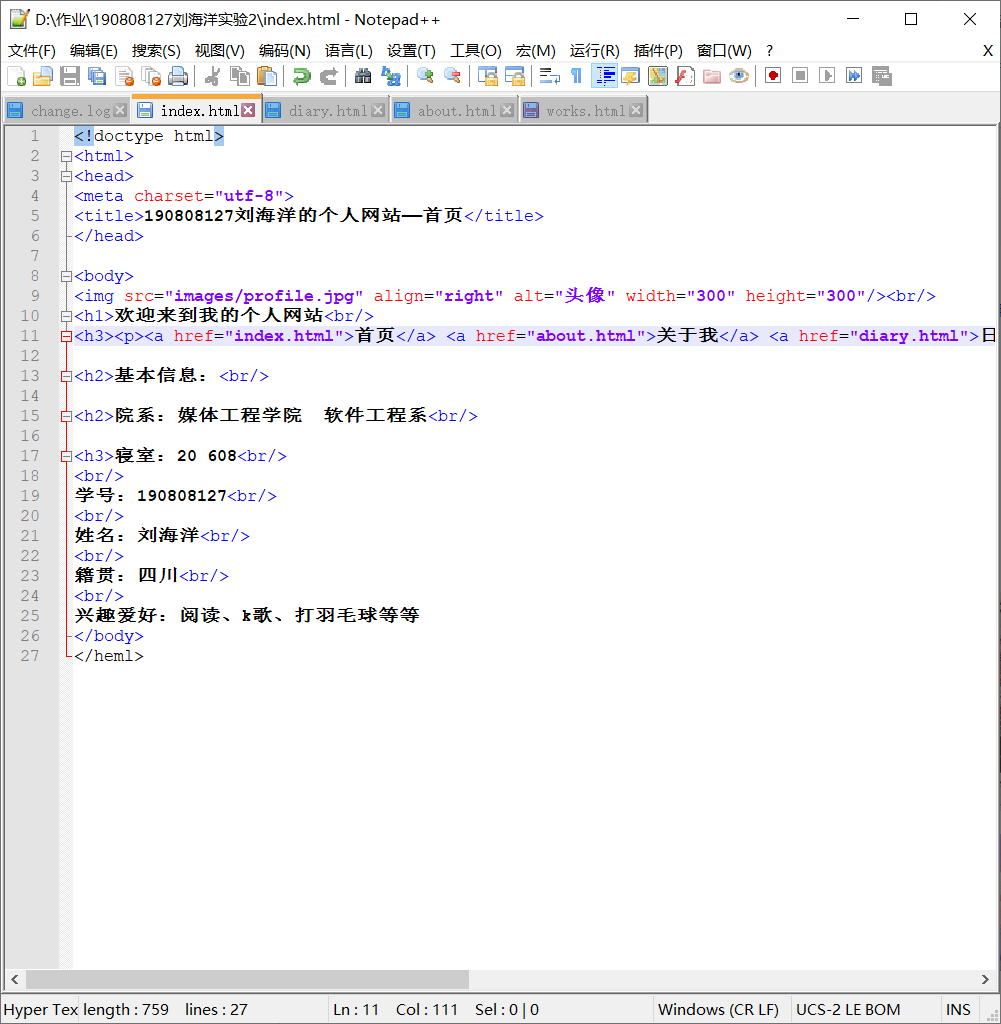 D:\作业\190808127刘海洋实验2\index.html - Notepad++
文件(F) 编辑(E) 搜索(S) 视图(V) 编码(N) 语言(L) 设置(T) 工具(O) 宏(M) 运行(R) 插件(P) 窗口(W) ? X
change.log index.html diary.html about.html works.html
1 <!doctype html>
2 <html>
3 <head>
4 <meta charset="utf-8">
5 <title>190808127刘海洋的个人网站—首页</title>
6 </head>
7
8 <body>
9 <img src="images/profile.jpg" align="right" alt="头像" width="300" height="300"/><br/>
10 <h1>欢迎来到我的个人网站<br/>
11 <h3><p><a href="index.html">首页</a> <a href="about.html">关于我</a> <a href="diary.html">日
12
13 <h2>基本信息：<br/>
14
15 <h2>院系：媒体工程学院  软件工程系<br/>
16
17 <h3>寝室：20 608<br/>
18 <br/>
19 学号：190808127<br/>
20 <br/>
21 姓名：刘海洋<br/>
22 <br/>
23 籍贯：四川<br/>
24 <br/>
25 兴趣爱好：阅读、k歌、打羽毛球等等
26 </body>
27 </heml>
Hyper Tex length : 759 lines : 27 Ln : 11 Col : 111 Sel : 0 | 0 Windows (CR LF) UCS-2 LE BOM INS